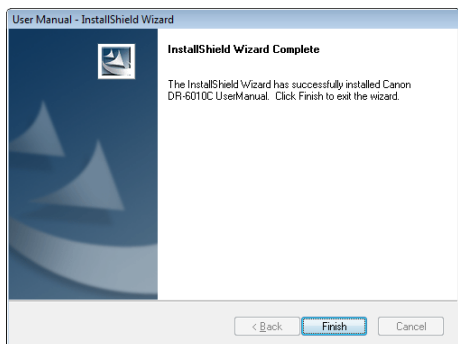 User Manual - InstallShield Wizard
InstallShield Wizard Complete
The InstallShield Wizard has successfully installed Canon
DR-6010C UserManual. Click Finish to exit the wizard.
< Back
Finish
Cancel